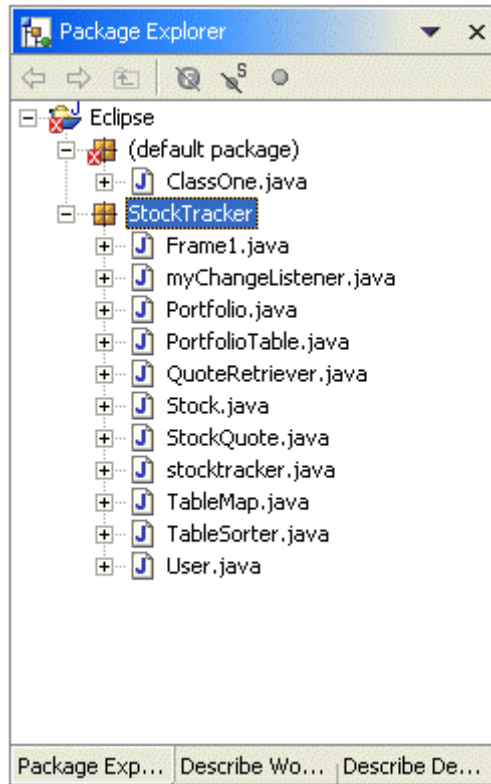 Package Explorer
S
Eclipse
(default package)
J ClassOne.java
StockTracker
J Frame1.java
J myChangeListener.java
J Portfolio.java
J PortfolioTable.java
J QuoteRetriever.java
J Stock.java
J StockQuote.java
J stocktracker.java
J TableMap.java
J TableSorter.java
J User.java
Package Exp... Describe Wo... Describe De...